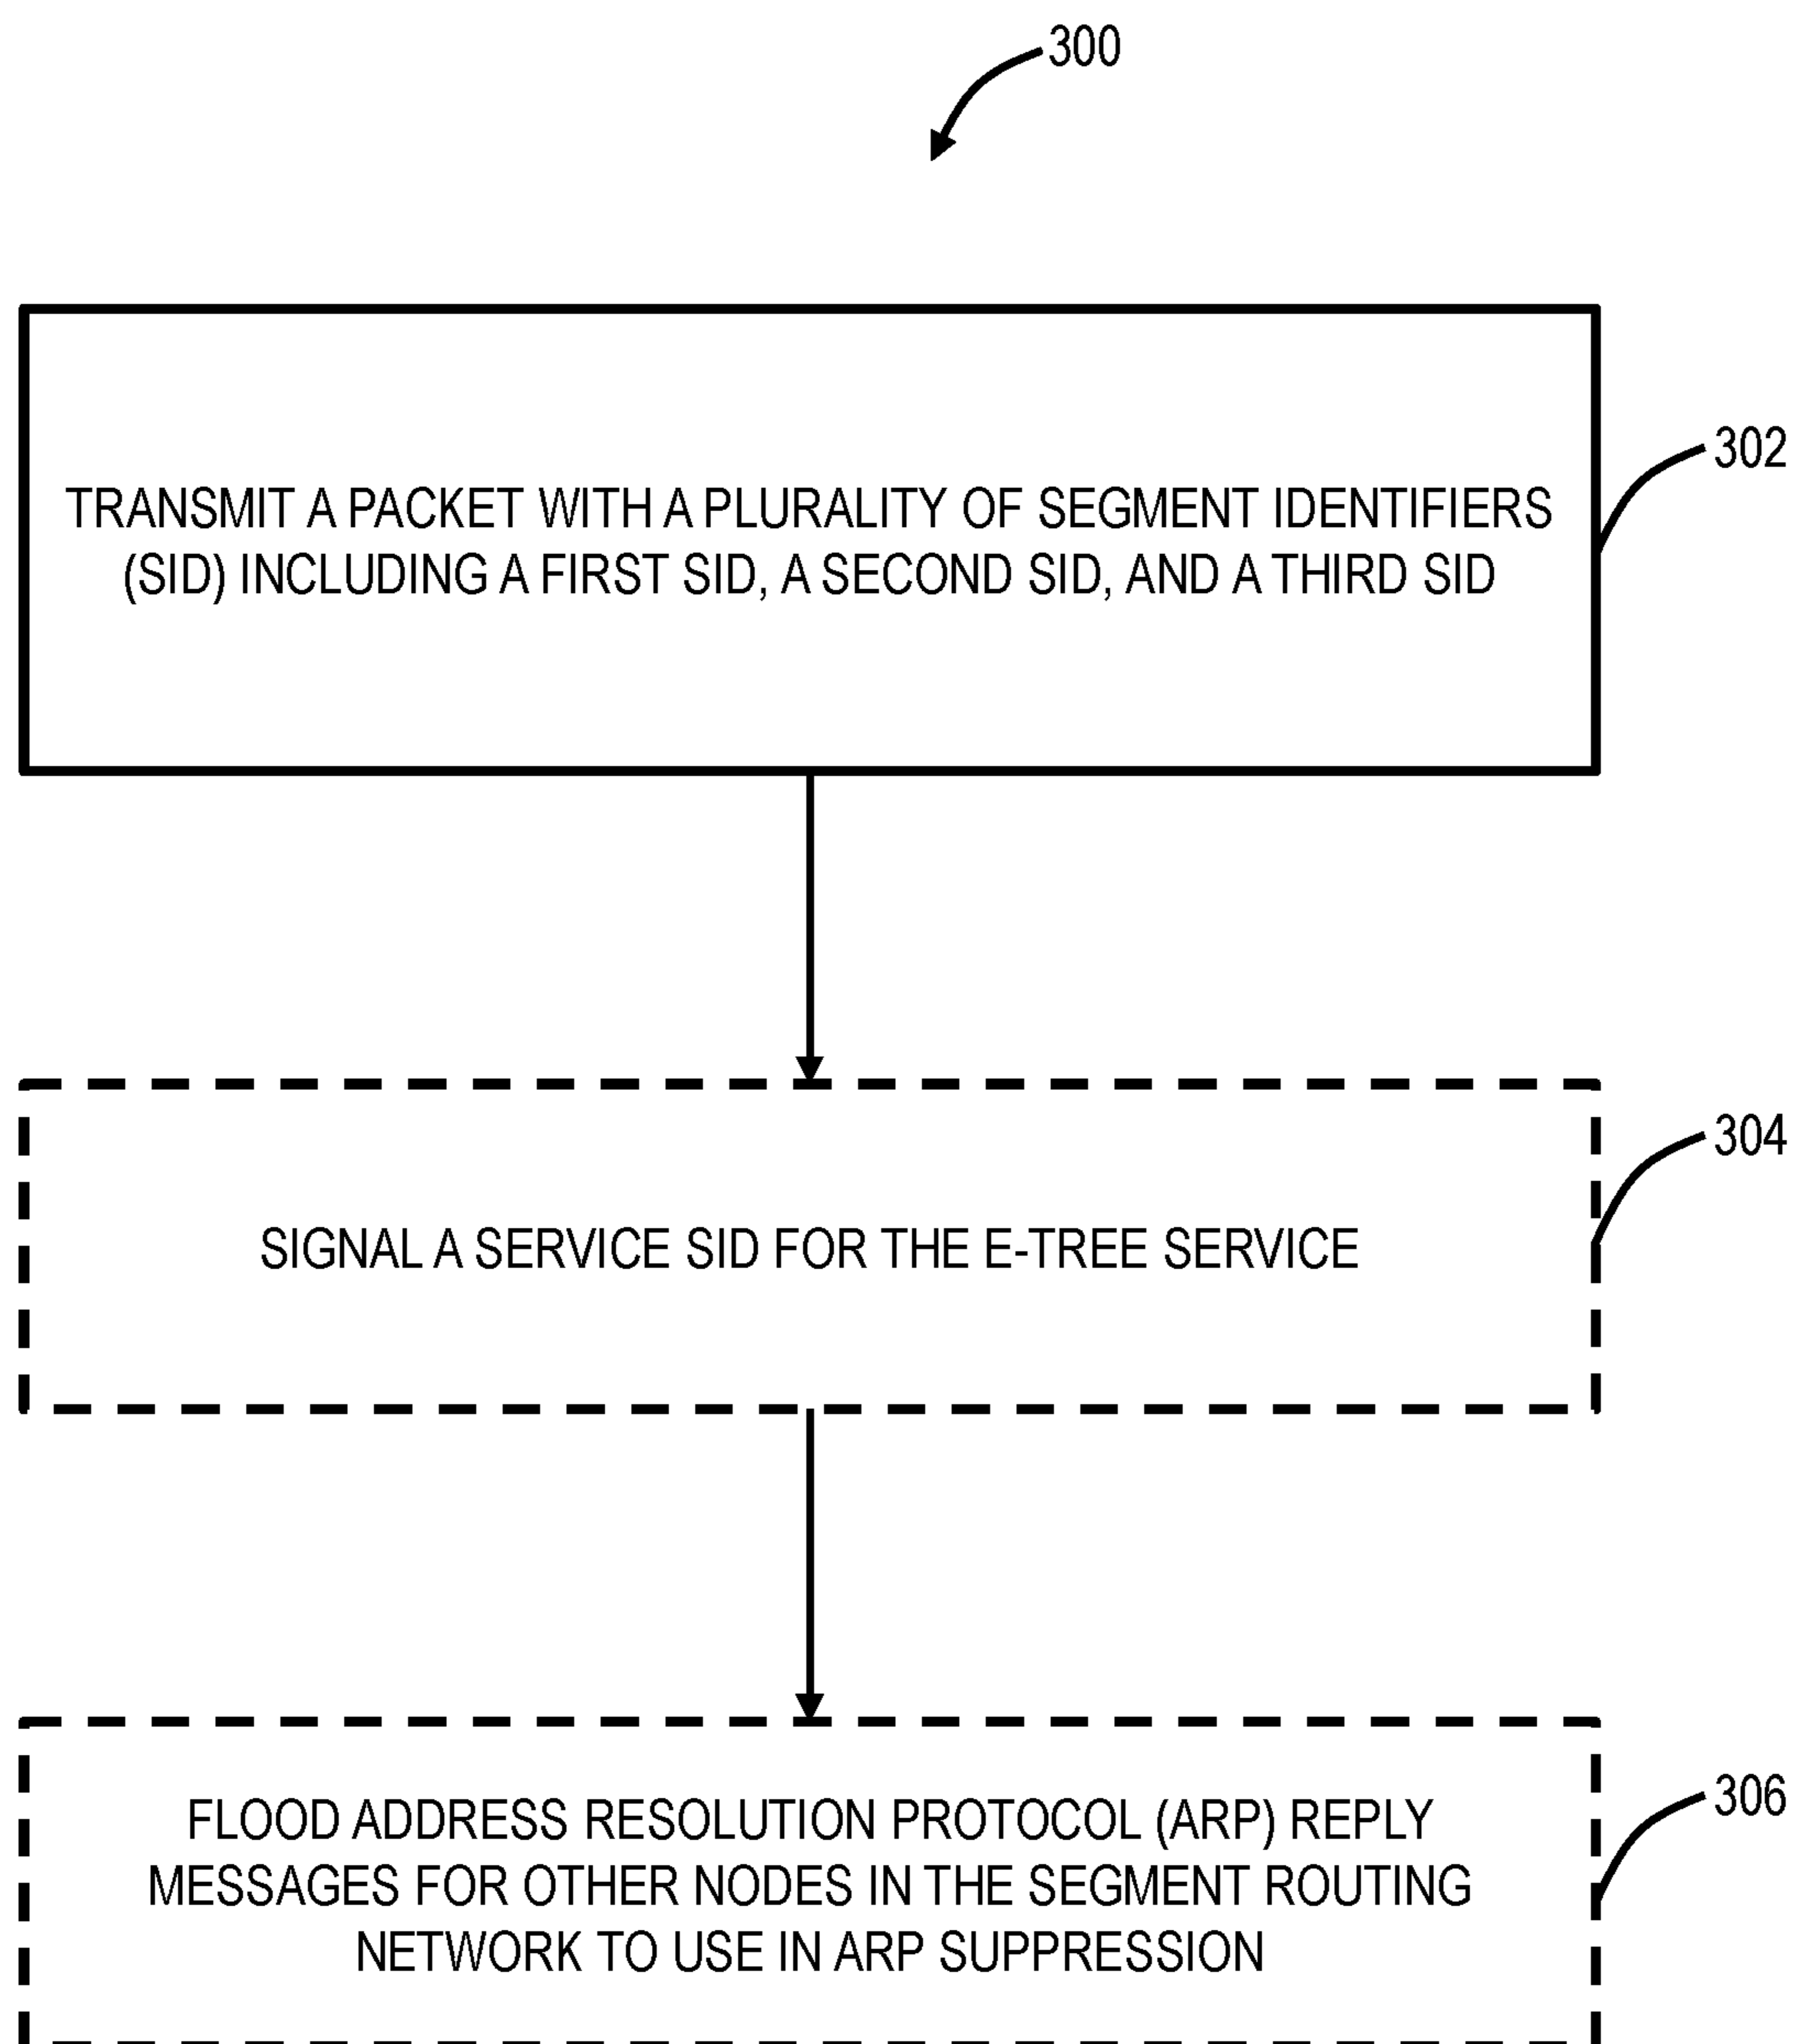 300
302
TRANSMIT A PACKET WITH A PLURALITY OF SEGMENT IDENTIFIERS
(SID) INCLUDING A FIRST SID, A SECOND SID, AND A THIRD SID
304
SIGNAL A SERVICE SID FOR THE E-TREE SERVICE
306
FLOOD ADDRESS RESOLUTION PROTOCOL (ARP) REPLY
MESSAGES FOR OTHER NODES IN THE SEGMENT ROUTING
NETWORK TO USE IN ARP SUPPRESSION